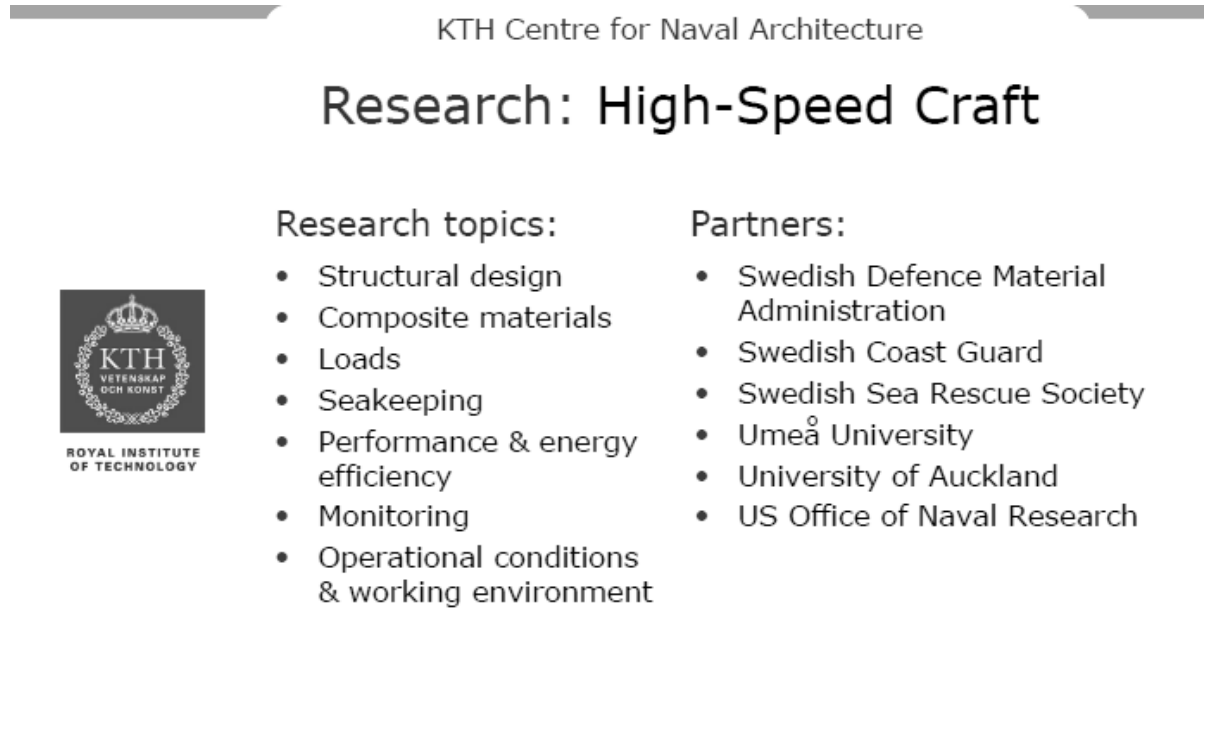 KTH Centre for Naval Architecture
Research: High-Speed Craft
KTH
VETENSKAP
OCH KONST
ROYAL INSTITUTE
OF TECHNOLOGY
Research topics:
• Structural design
• Composite materials
• Loads
• Seakeeping
• Performance & energy
efficiency
• Monitoring
• Operational conditions
& working environment
Partners:
• Swedish Defence Material
Administration
• Swedish Coast Guard
• Swedish Sea Rescue Society
• Umeå University
• University of Auckland
• US Office of Naval Research